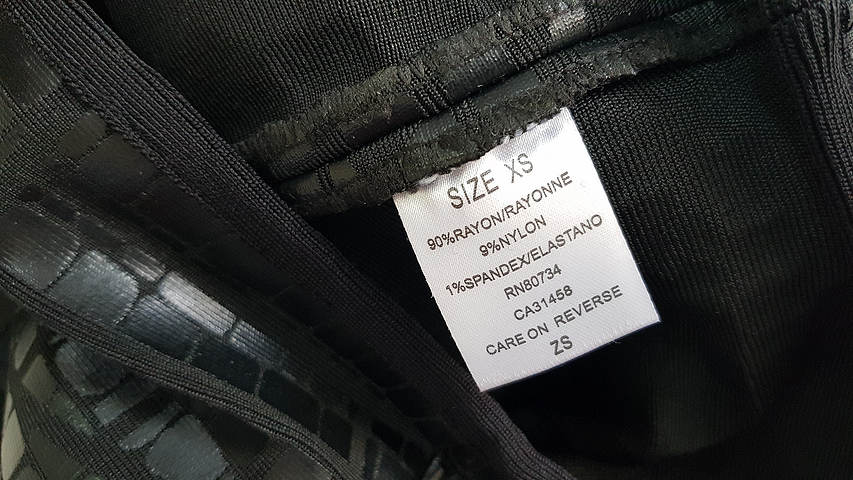 SIZE XS
90%RAYON/RAYONNE
9%NYLON
1%SPANDEX/ELASTANO
RN80734
CA31458
CARE ON REVERSE
ZS